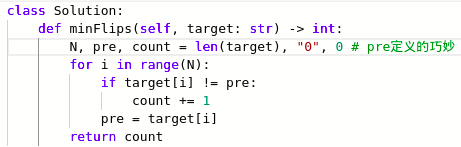 class Solution:
    def minFlips(self, target: str) -> int:
        N, pre, count = len(target), "0", 0 # pre定义的巧妙
        for i in range(N):
            if target[i] != pre:
                count += 1
            pre = target[i]
        return count